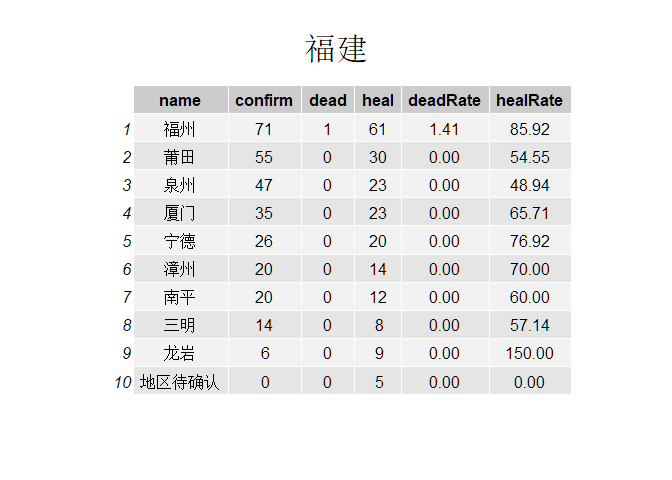 福建
name confirm dead heal deadRate healRate
1 福州 71 1 61 1.41 85.92
2 莆田 55 0 30 0.00 54.55
3 泉州 47 0 23 0.00 48.94
4 厦门 35 0 23 0.00 65.71
5 宁德 26 0 20 0.00 76.92
6 漳州 20 0 14 0.00 70.00
7 南平 20 0 12 0.00 60.00
8 三明 14 0 8 0.00 57.14
9 龙岩 6 0 9 0.00 150.00
10 地区待确认 0 0 5 0.00 0.00